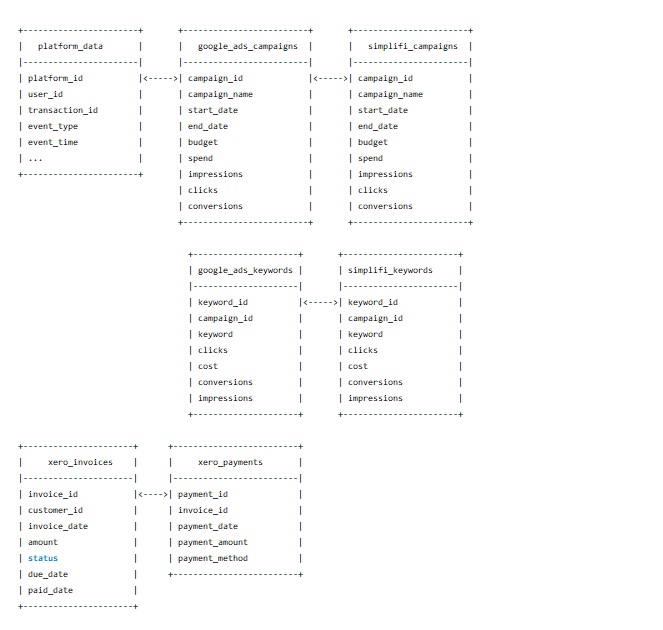 +----------------------+       +------------------------+       +----------------------+
|   platform_data       |       |   google_ads_campaigns  |       |   simplifi_campaigns  |
|-----------------------|       |-------------------------|       |-----------------------|
| platform_id           |<----->| campaign_id             |<----->| campaign_id           |
| user_id               |       | campaign_name           |       | campaign_name         |
| transaction_id        |       | start_date              |       | start_date            |
| event_type            |       | end_date                |       | end_date              |
| event_time            |       | budget                  |       | budget                |
| ...                   |       | spend                   |       | spend                 |
+-----------------------+       | impressions             |       | impressions           |
                                | clicks                  |       | clicks                |
                                | conversions             |       | conversions           |
                                +-------------------------+       +-----------------------+
                                  +---------------------+       +-----------------------+
                                  | google_ads_keywords |       | simplifi_keywords     |
                                  |---------------------|       |-----------------------|
                                  | keyword_id          |<----->| keyword_id            |
                                  | campaign_id         |       | campaign_id           |
                                  | keyword             |       | keyword               |
                                  | clicks              |       | clicks                |
                                  | cost                |       | cost                  |
                                  | conversions         |       | conversions           |
                                  | impressions         |       | impressions           |
                                  +---------------------+       +-----------------------+
+----------------------+      +-------------------------+
|     xero_invoices    |      |     xero_payments       |
|----------------------|      |-------------------------|
| invoice_id           |<---->| payment_id              |
| customer_id          |      | invoice_id              |
| invoice_date         |      | payment_date            |
| amount               |      | payment_amount          |
| status               |      | payment_method          |
| due_date             |      +-------------------------+
| paid_date            |
+----------------------+